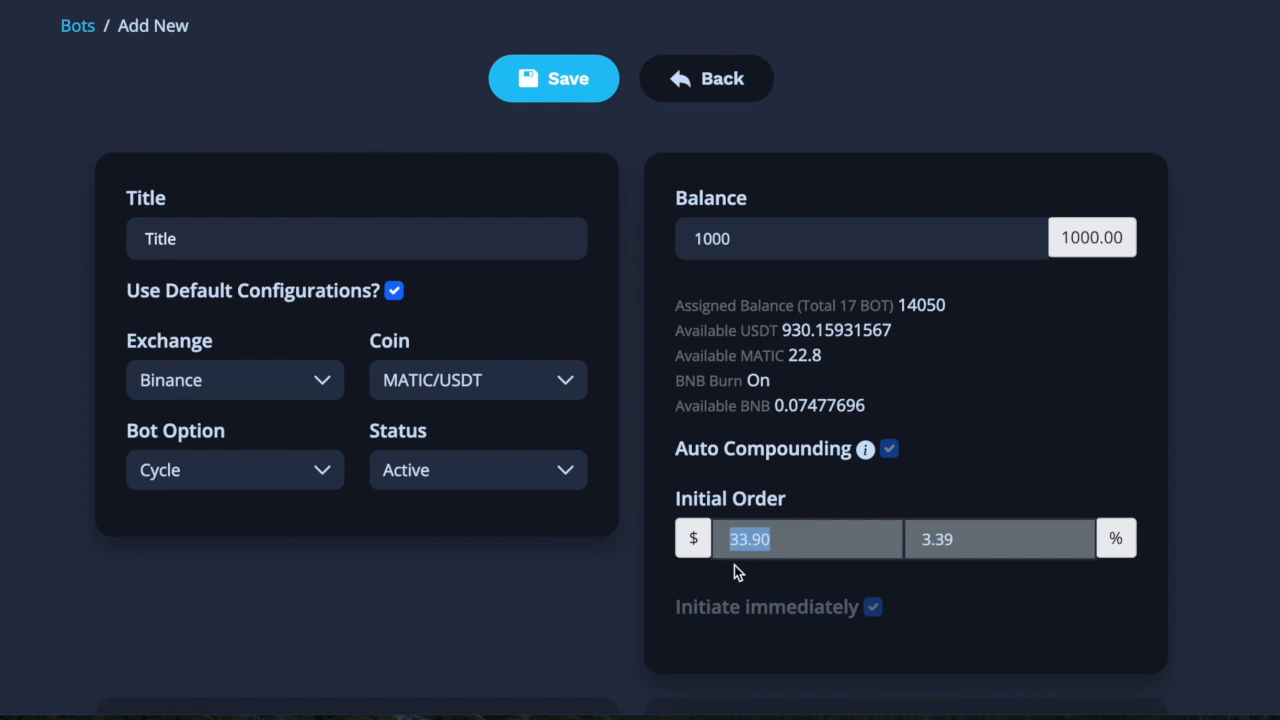 Bots / Add New
Save
Back
Title
Title
Use Default Configurations?
Exchange
Coin
Binance
MATIC/USDT
Bot Option
Status
Cycle
Active
Balance
1000
1000.00
Assigned Balance (Total 17 BOT) 14050
Available USDT 930.15931567
Available MATIC 22.8
BNB Burn On
Available BNB 0.07477696
Auto Compounding i
Initial Order
$ 33.90 3.39 %
Initiate immediately